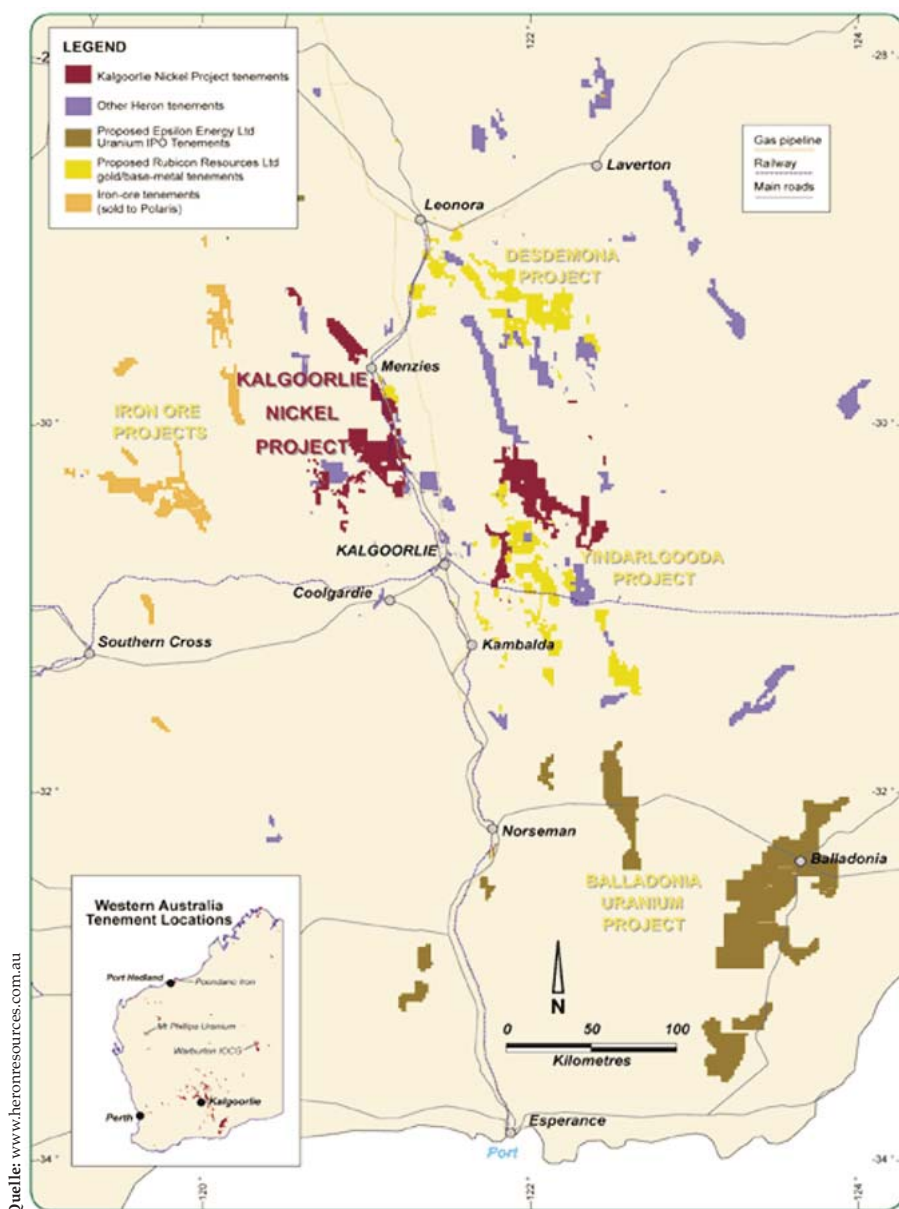 122
124
-28
-28
LEGEND
Kalgoorlie Nickel Project tenements
Other Heron tenements
Proposed Epsilon Energy Ltd
Uranium IPO Tenements
Proposed Rubicon Resources Ltd
gold/base-metal tenements
Iron-ore tenements
(sold to Polaris)
Gas pipeline
Railway
Main roads
Laverton
Leonora
DESDEMONA
PROJECT
Menzies
KALGOORLIE
NICKEL
PROJECT
IRON ORE
PROJECTS
-30
-30
KALGOORLIE
YINDARLGOODA
PROJECT
Coolgardie
Southern Cross
Kambalda
-32
-32
Norseman
Balladonia
BALLADONIA
URANIUM
PROJECT
Western Australia
Tenement Locations
Port Hedland
Poundano Iron
Mt Phillips Uranium
Warburton IOCG
Kalgoorlie
Perth
N
0 50 100
Kilometres
Esperance
Port
-34
-34
-120
-122
-124
Quelle: www.heronresources.com.au